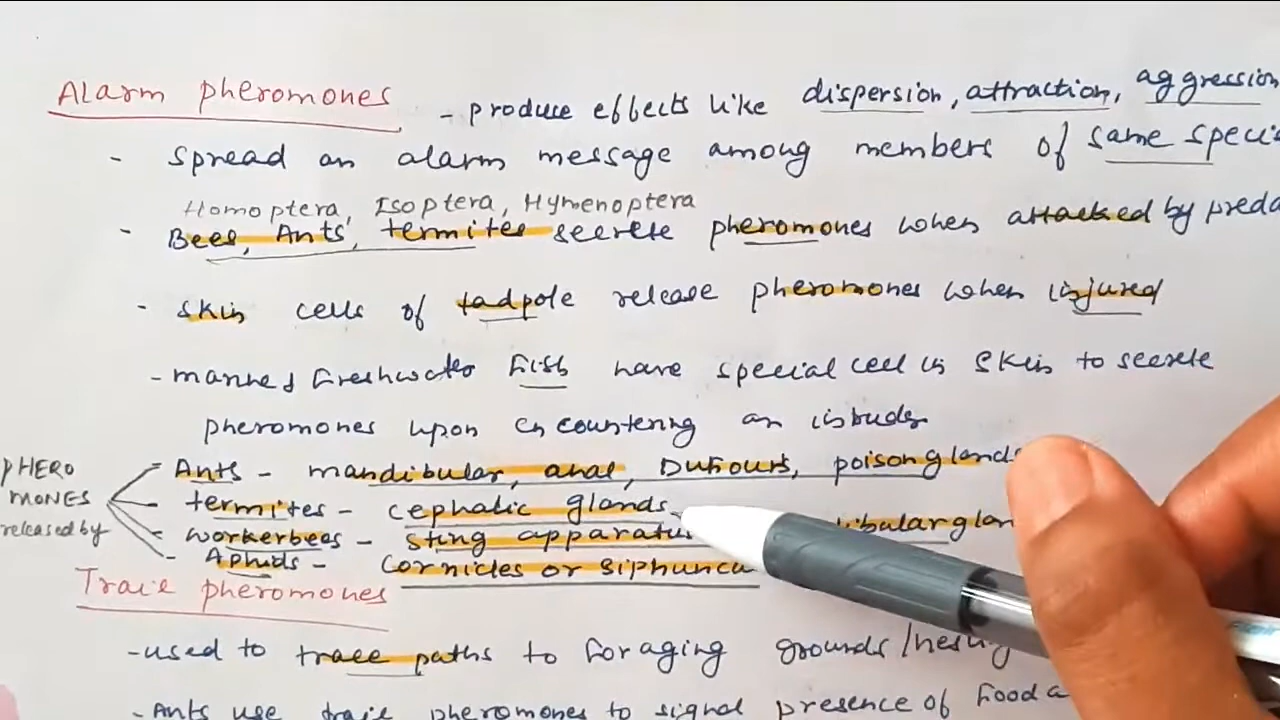 Alarm pheromones - produce effects like dispersion, attraction, aggression
- Spread an alarm message among members of same speci
Homoptera, Isoptera, Hymenoptera
- Bees, Ants, termites secrete pheromones when attacked by preda
- skin cells of tadpole release pheromones when injured
- freshwater fish have special cell in skin to secrete
pheromones upon encountering an
PHERO
MONES
released by
Ants - mandibular, anal, Dufours, poison glands
termites - cephalic glands
workerbees - sting apparatus
Aphids - Cornicles or siphuncu
Trail pheromones
- used to trace paths to foraging grounds/
- Ants use trail pheromones to signal presence of food a